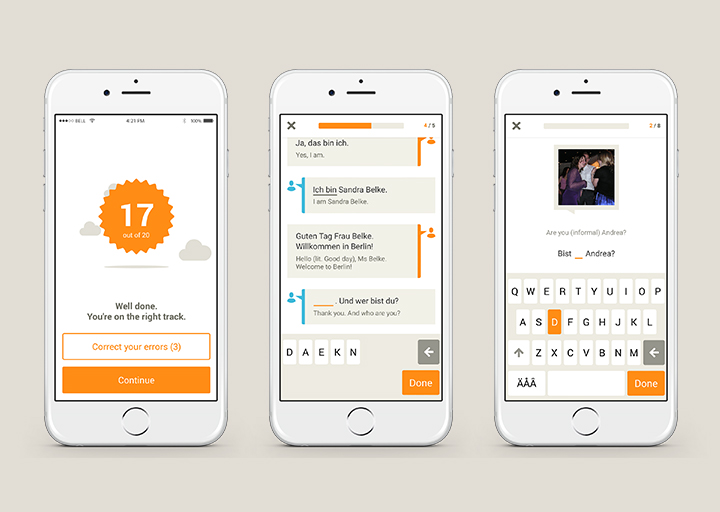 BELL
4:21 PM
100%
17
out of 20
Well done.
You're on the right track.
Correct your errors (3)
Continue
4 / 5
Ja, das bin ich.
Yes, I am.
Ich bin Sandra Belke.
I am Sandra Belke.
Guten Tag Frau Belke.
Willkommen in Berlin!
Hello (lit. Good day), Ms Belke.
Welcome to Berlin!
____ . Und wer bist du?
Thank you. And who are you?
D A E K N
Done
2 / 8
Are you (informal) Andrea?
Bist __ Andrea?
Q W E R T Y U I O P
A S D F G H J K L
Z X C V B N M
ÄÂÃ
Done